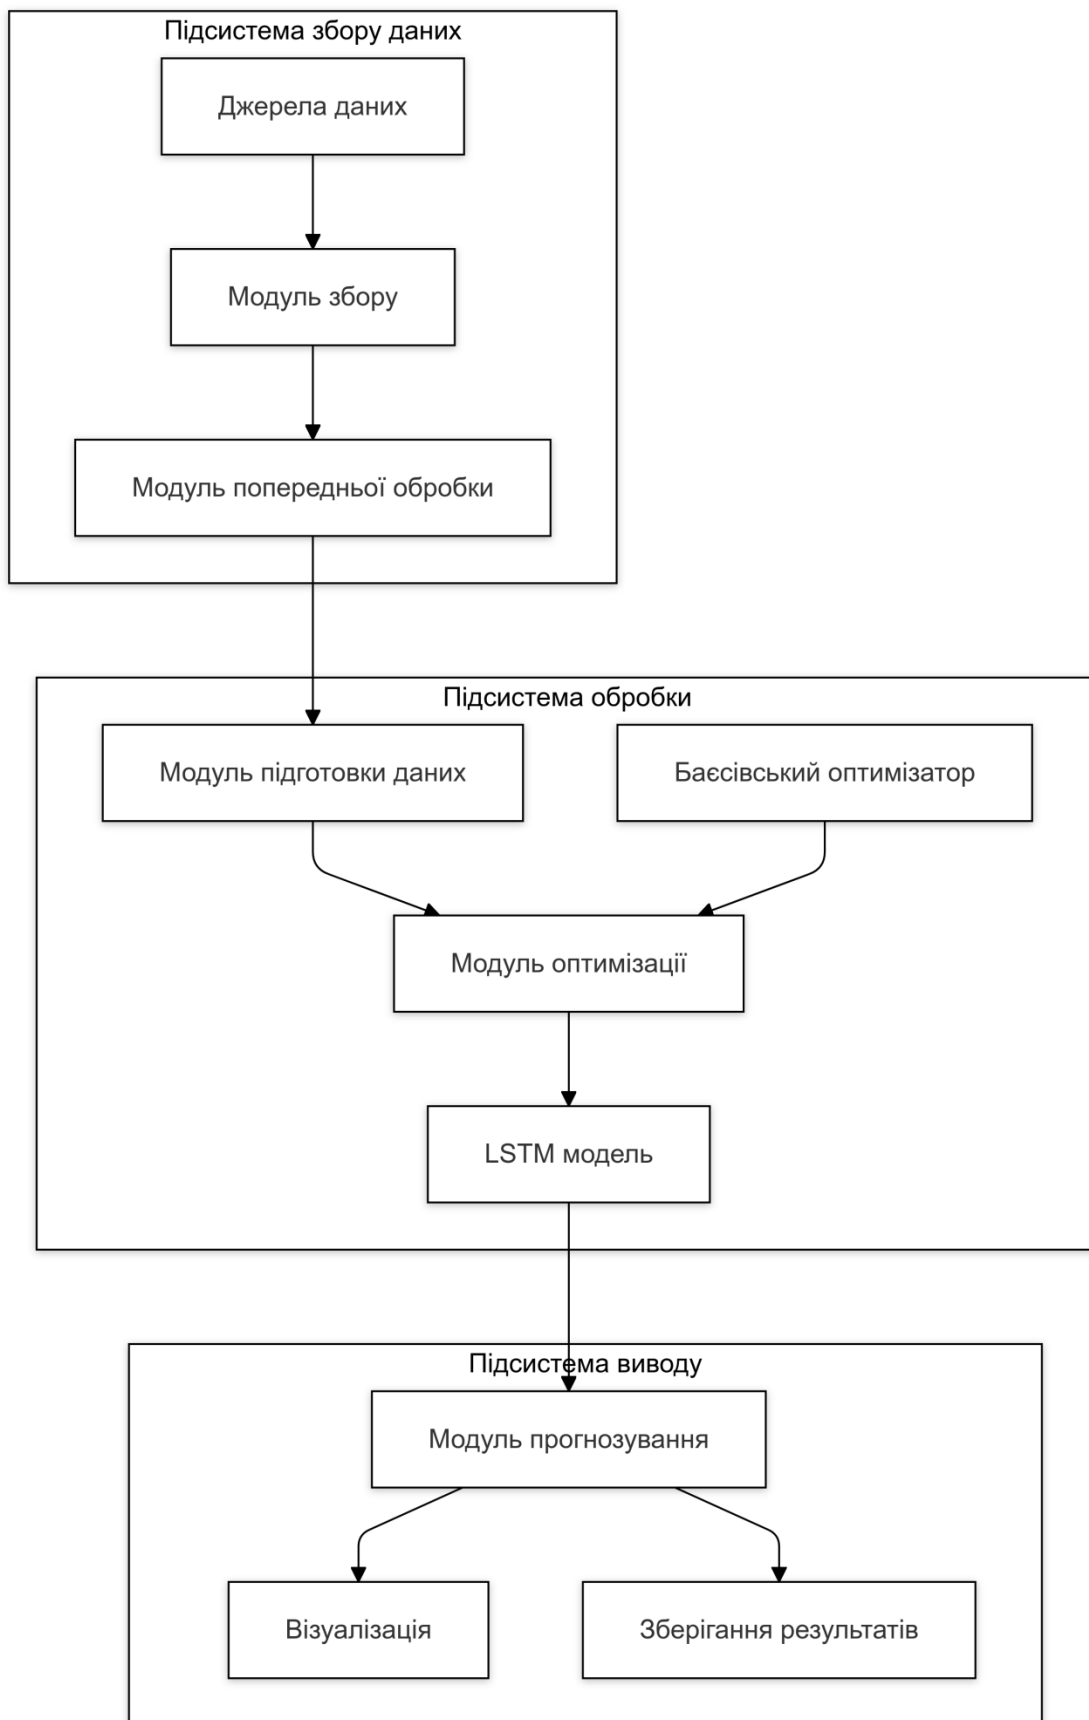 Підсистема збору даних
Джерела даних
Модуль збору
Модуль попередньої обробки
Підсистема обробки
Модуль підготовки даних
Баєсівський оптимізатор
Модуль оптимізації
LSTM модель
Підсистема виводу
Модуль прогнозування
Візуалізація
Зберігання результатів